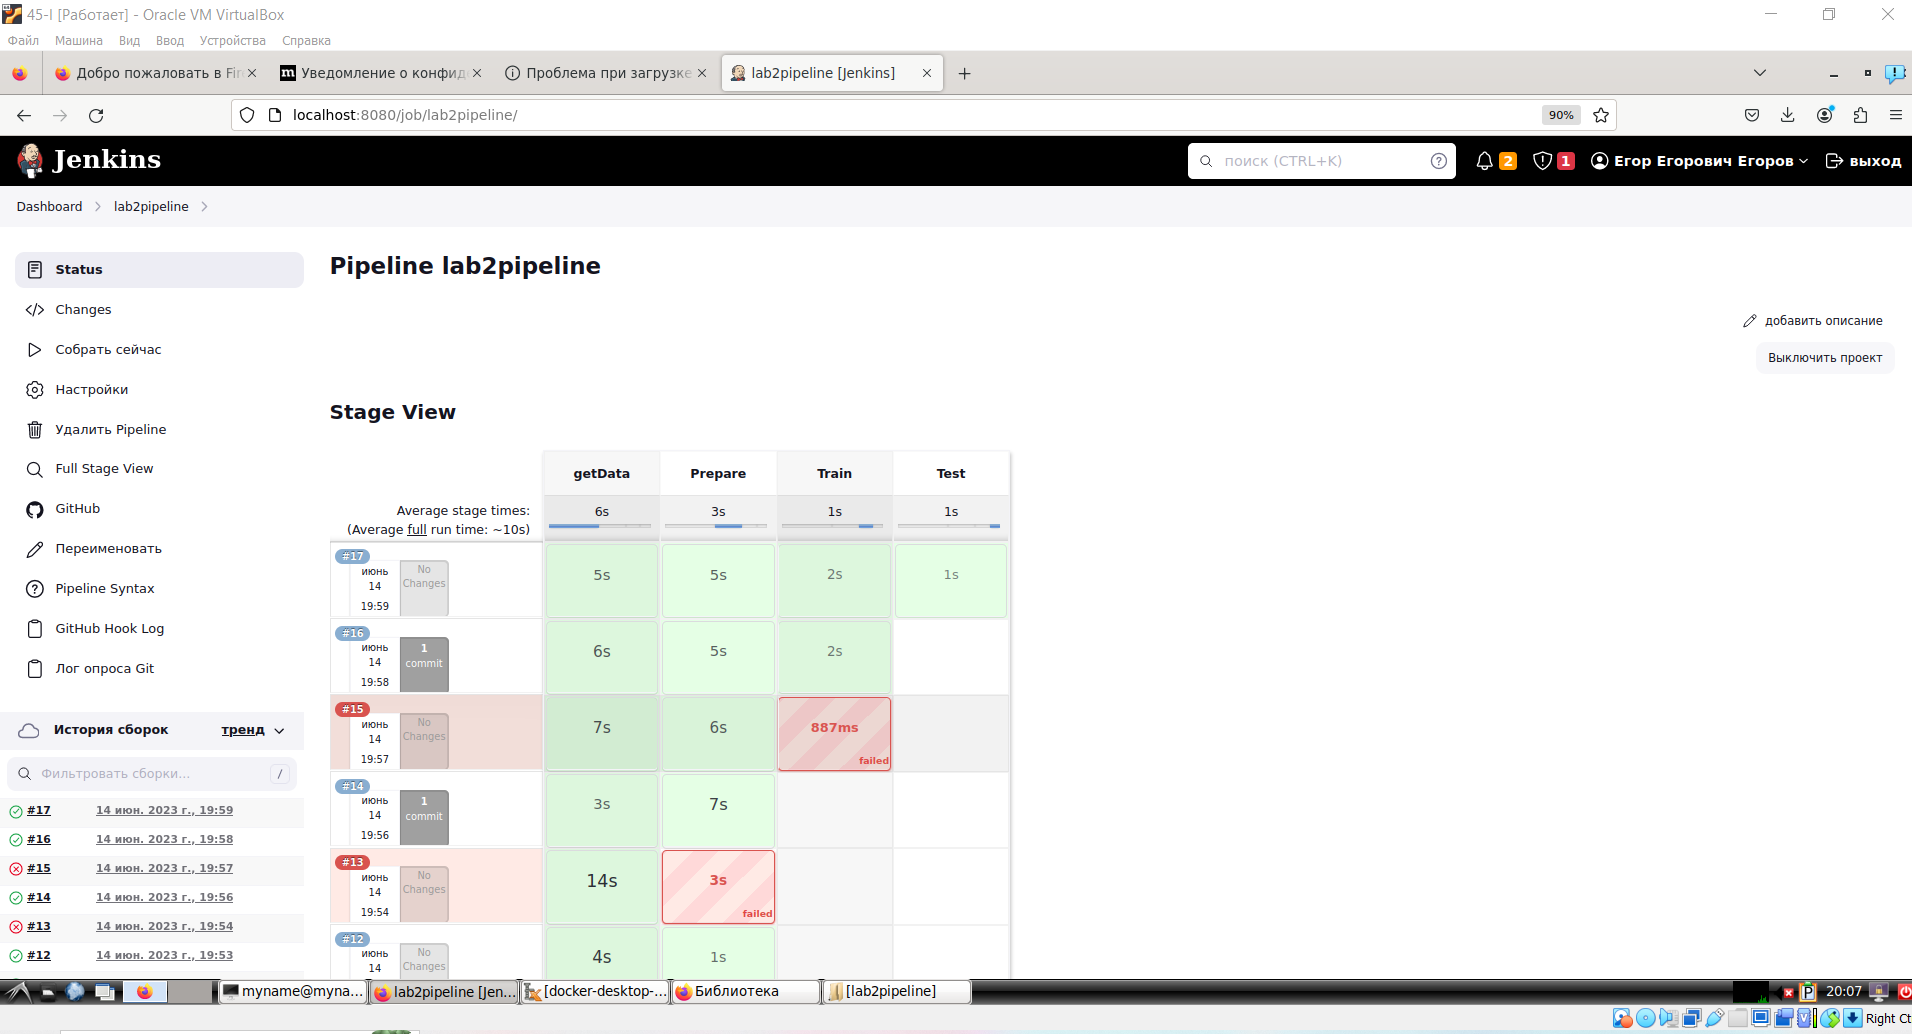 45-I [Работает] - Oracle VM VirtualBox
Файл Машина Вид Ввод Устройства Справка
Добро пожаловать в Fir
Уведомление о конфид
Проблема при загрузке
lab2pipeline [Jenkins]
localhost:8080/job/lab2pipeline/
90%
Jenkins
поиск (CTRL+K)
2
1
Егор Егорович Егоров
выход
Dashboard
lab2pipeline
Status
Changes
Собрать сейчас
Настройки
Удалить Pipeline
Full Stage View
GitHub
Переименовать
Pipeline Syntax
GitHub Hook Log
Лог опроса Git
История сборок
тренд
Фильтровать сборки...
/
#17 14 июн. 2023 г., 19:59
#16 14 июн. 2023 г., 19:58
#15 14 июн. 2023 г., 19:57
#14 14 июн. 2023 г., 19:56
#13 14 июн. 2023 г., 19:54
#12 14 июн. 2023 г., 19:53
Pipeline lab2pipeline
добавить описание
Выключить проект
Stage View
getData Prepare Train Test
Average stage times:
(Average full run time: ~10s)
6s 3s 1s 1s
#17
июнь
14
19:59
No
Changes
5s 5s 2s 1s
#16
июнь
14
19:58
1
commit
6s 5s 2s
#15
июнь
14
19:57
No
Changes
7s 6s 887ms
failed
#14
июнь
14
19:56
1
commit
3s 7s
#13
июнь
14
19:54
No
Changes
14s 3s
failed
#12
июнь
14
No
Changes
4s 1s
myname@myna...
lab2pipeline [Jen...
[docker-desktop-...
Библиотека
[lab2pipeline]
20:07
Right Ct